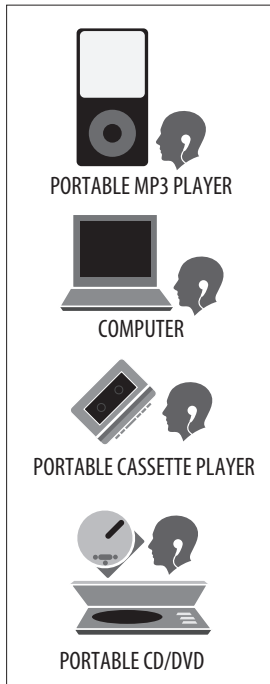 PORTABLE MP3 PLAYER
COMPUTER
PORTABLE CASSETTE PLAYER
PORTABLE CD/DVD